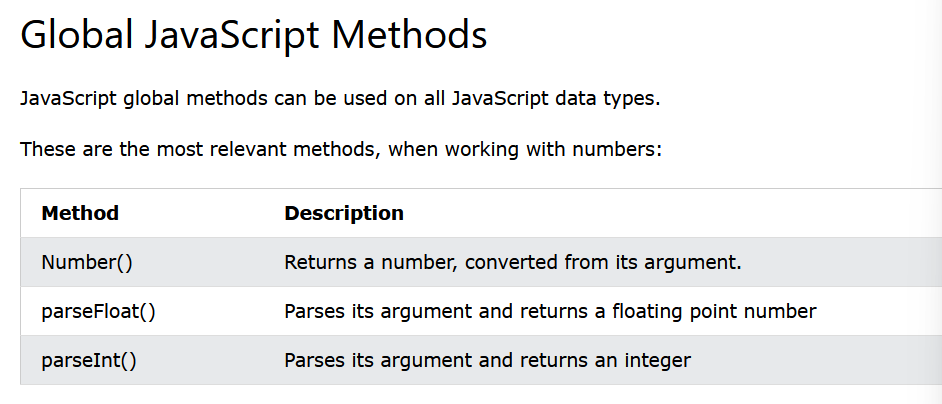 Global JavaScript Methods
JavaScript global methods can be used on all JavaScript data types.
These are the most relevant methods, when working with numbers:
Method Description
Number() Returns a number, converted from its argument.
parseFloat() Parses its argument and returns a floating point number
parseInt() Parses its argument and returns an integer